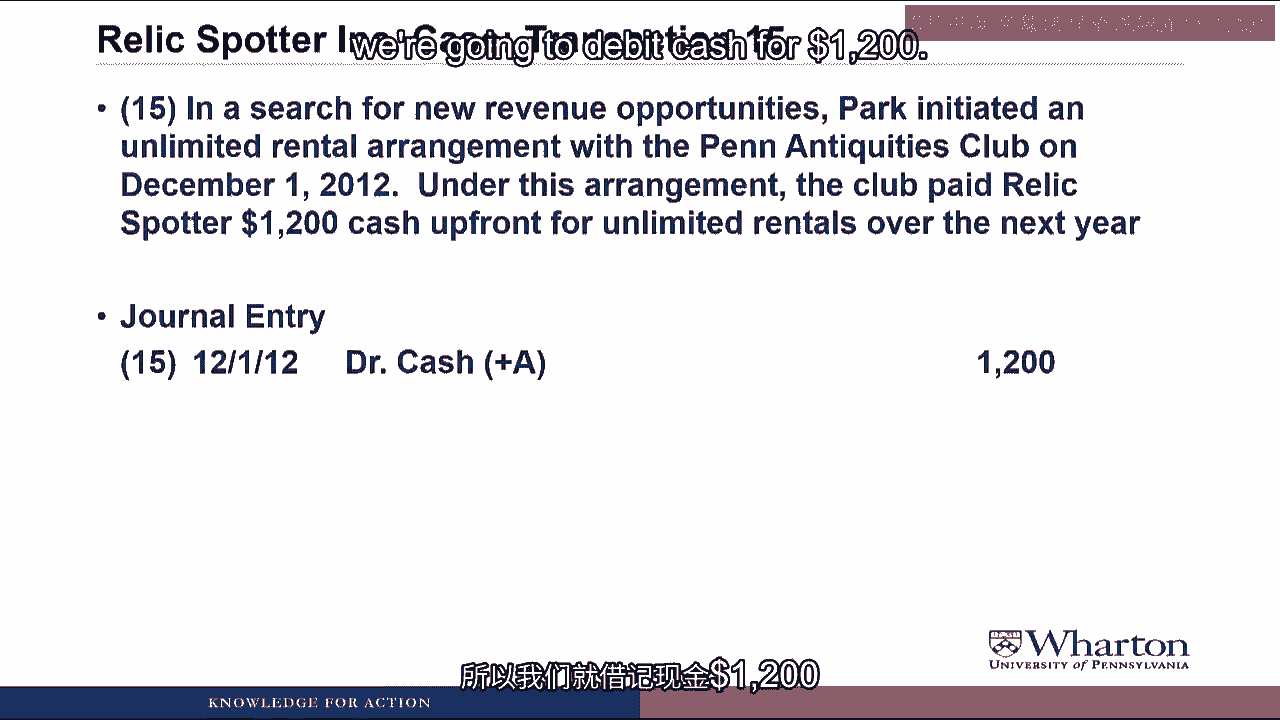 Relic Spotter Inc. Case: Transaction 15
we're going to debit cash for $1,200.
• (15) In a search for new revenue opportunities, Park initiated an
unlimited rental arrangement with the Penn Antiquities Club on
December 1, 2012. Under this arrangement, the club paid Relic
Spotter $1,200 cash upfront for unlimited rentals over the next year
• Journal Entry
(15) 12/1/12 Dr. Cash (+A) 1,200
Wharton
UNIVERSITY of PENNSYLVANIA
所以我们就借记现金$1,200
KNOWLEDGE FOR ACTION